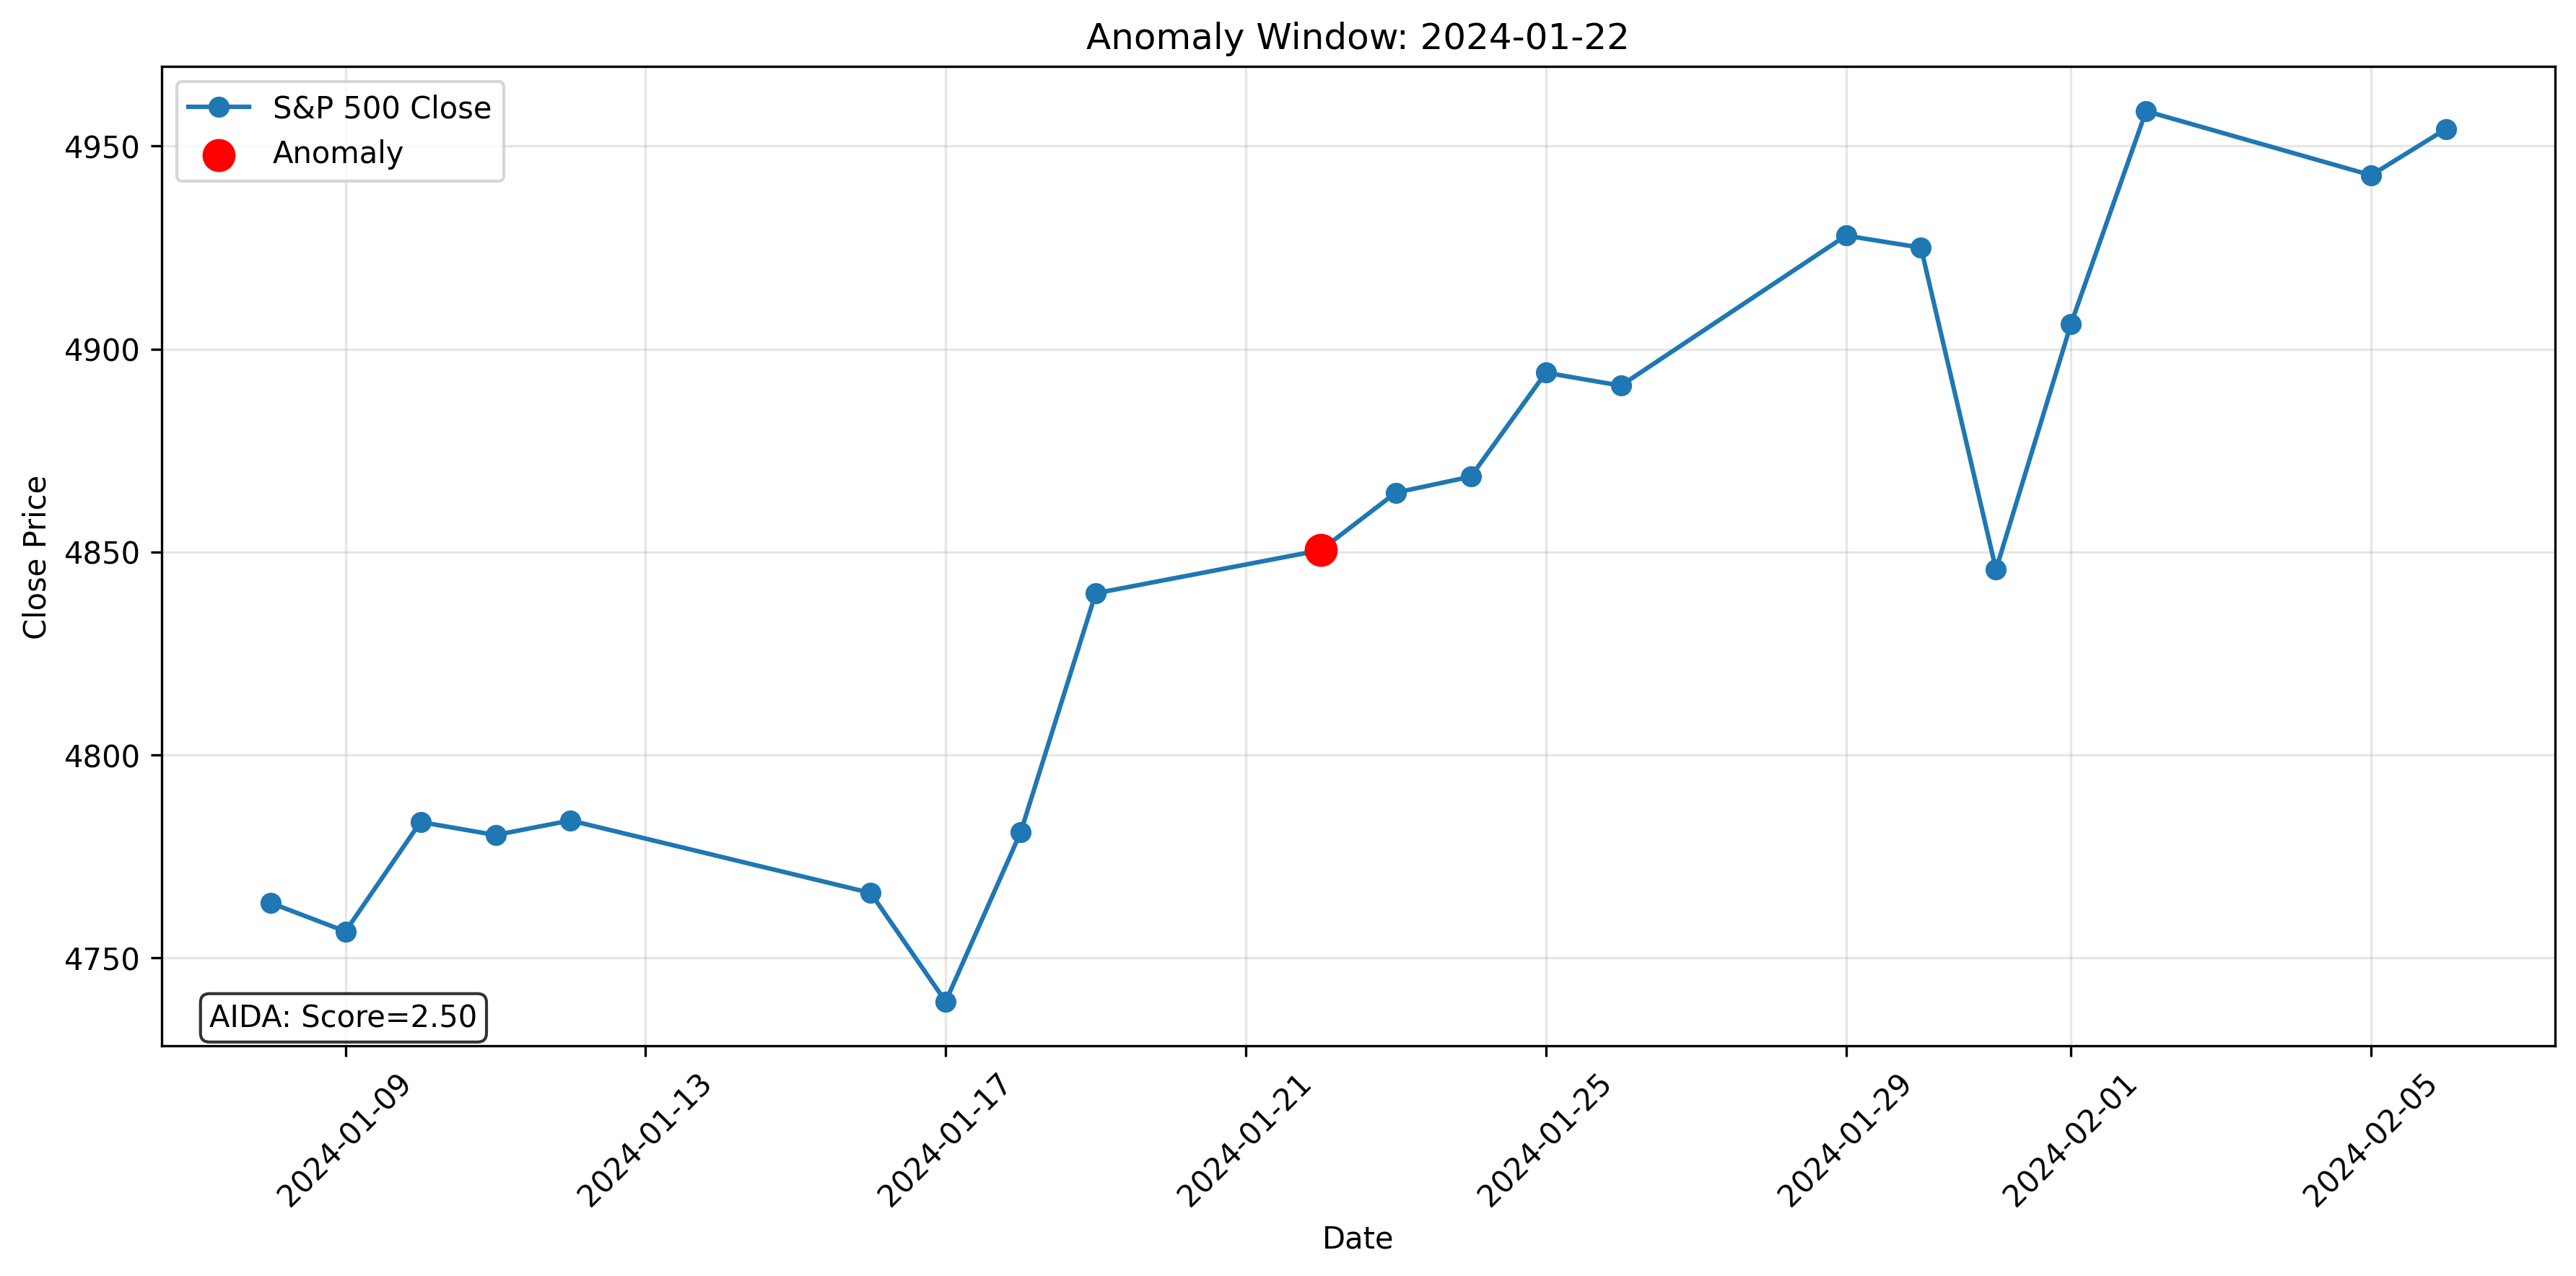 Anomaly Window: 2024-01-22
S&P 500 Close
Anomaly
4950
4900
4850
4800
4750
Close Price
AIDA: Score=2.50
2024-01-09
2024-01-13
2024-01-17
2024-01-21
2024-01-25
2024-01-29
2024-02-01
2024-02-05
Date